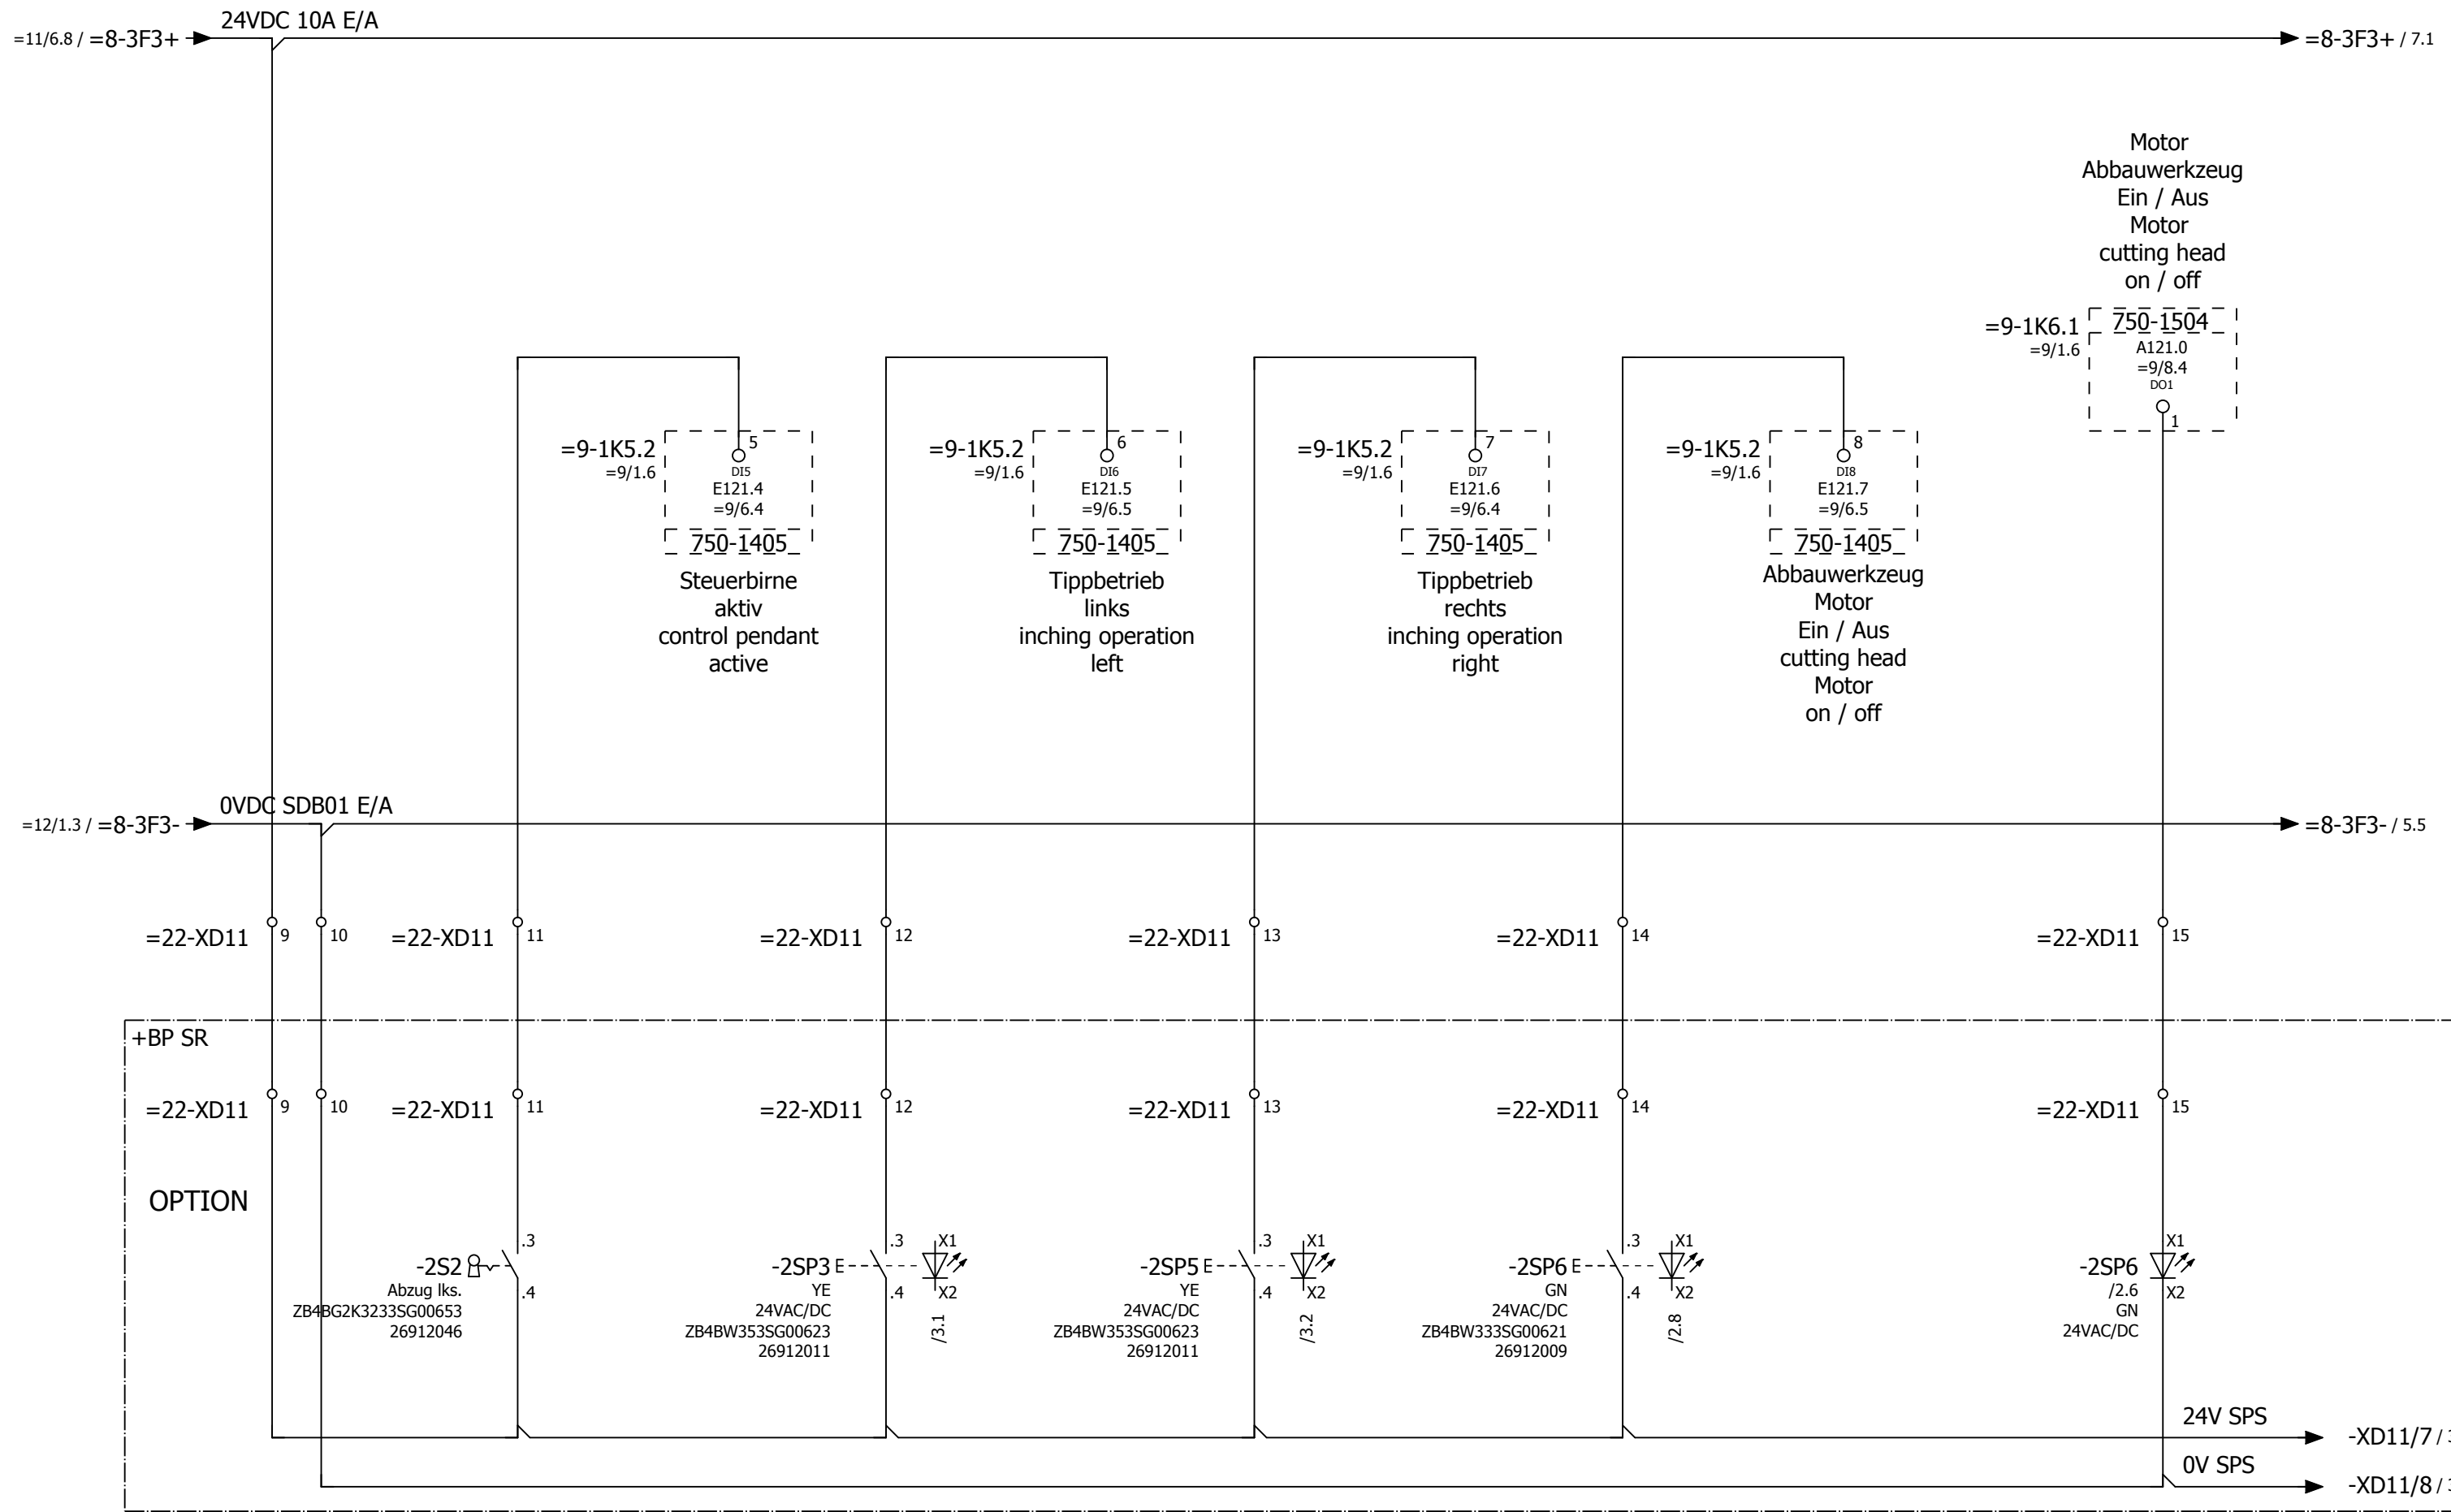 24VDC 10A E/A
=11/6.8 / =8-3F3+
=8-3F3+ / 7.1
Motor
Abbauwerkzeug
Ein / Aus
Motor
cutting head
on / off
=9-1K6.1
=9/1.6
750-1504
A121.0
=9/8.4
DO1
1
=9-1K5.2
=9/1.6
5
DI5
E121.4
=9/6.4
750-1405
Steuerbirne
aktiv
control pendant
active
=9-1K5.2
=9/1.6
6
DI6
E121.5
=9/6.5
750-1405
Tippbetrieb
links
inching operation
left
=9-1K5.2
=9/1.6
7
DI7
E121.6
=9/6.4
750-1405
Tippbetrieb
rechts
inching operation
right
=9-1K5.2
=9/1.6
8
DI8
E121.7
=9/6.5
750-1405
Abbauwerkzeug
Motor
Ein / Aus
cutting head
Motor
on / off
0VDC SDB01 E/A
=12/1.3 / =8-3F3-
=8-3F3- / 5.5
=22-XD11 9 10 =22-XD11 11 =22-XD11 12 =22-XD11 13 =22-XD11 14 =22-XD11 15
+BP SR
=22-XD11 9 10 =22-XD11 11 =22-XD11 12 =22-XD11 13 =22-XD11 14 =22-XD11 15
OPTION
-2S2
Abzug lks.
ZB4BG2K3233SG00653
26912046
.3
.4
-2SP3 E
YE
24VAC/DC
ZB4BW353SG00623
26912011
.3
.4
X1
X2
/3.1
-2SP5 E
YE
24VAC/DC
ZB4BW353SG00623
26912011
.3
.4
X1
X2
/3.2
-2SP6 E
GN
24VAC/DC
ZB4BW333SG00621
26912009
.3
.4
X1
X2
/2.8
-2SP6
/2.6
GN
24VAC/DC
X1
X2
24V SPS
-XD11/7 /
0V SPS
-XD11/8 /